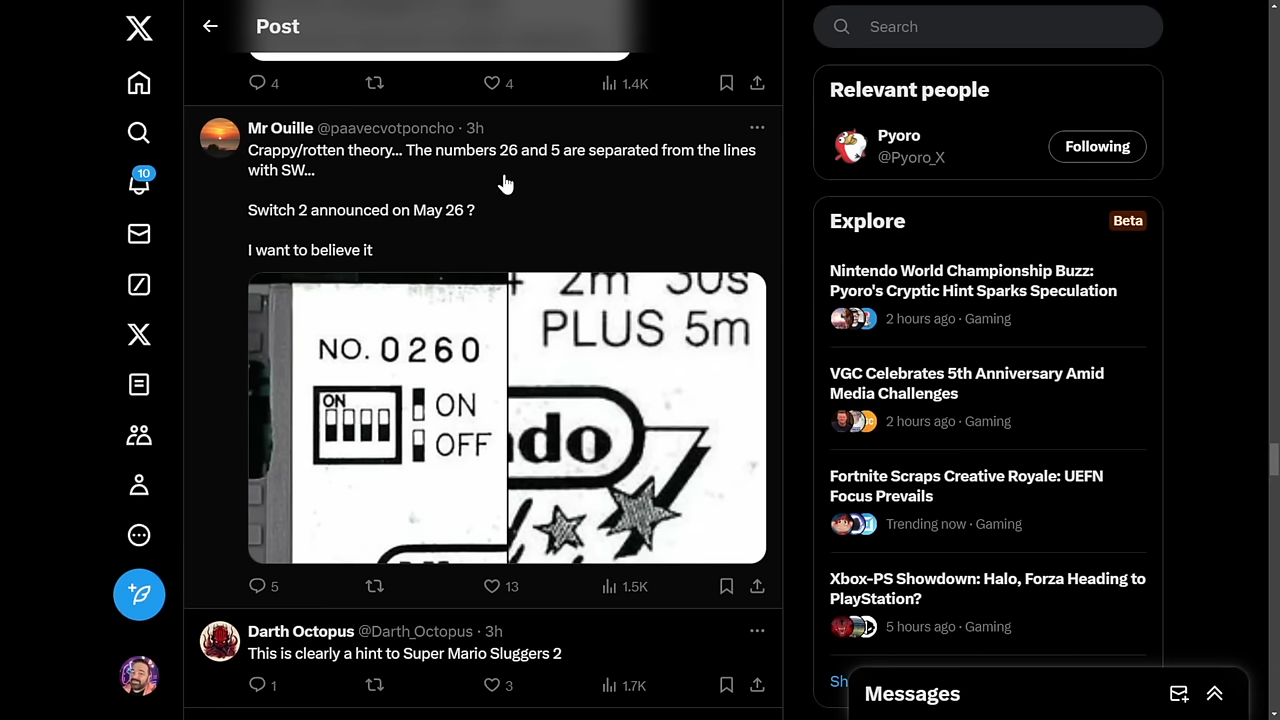 Post
Search
4
4
1.4K
Mr Ouille @paavecvotponcho · 3h
Crappy/rotten theory... The numbers 26 and 5 are separated from the lines
with SW...
Switch 2 announced on May 26 ?
I want to believe it
NO. 0260
ON
ON
OFF
2m 30s
PLUS 5m
do
5
13
1.5K
Darth Octopus @Darth_Octopus · 3h
This is clearly a hint to Super Mario Sluggers 2
1
3
1.7K
10
Relevant people
Pyoro
@Pyoro_X
Following
Explore
Beta
Nintendo World Championship Buzz:
Pyoro's Cryptic Hint Sparks Speculation
2 hours ago · Gaming
VGC Celebrates 5th Anniversary Amid
Media Challenges
2 hours ago · Gaming
Fortnite Scraps Creative Royale: UEFN
Focus Prevails
Trending now · Gaming
Xbox-PS Showdown: Halo, Forza Heading to
PlayStation?
5 hours ago · Gaming
Sh
Messages